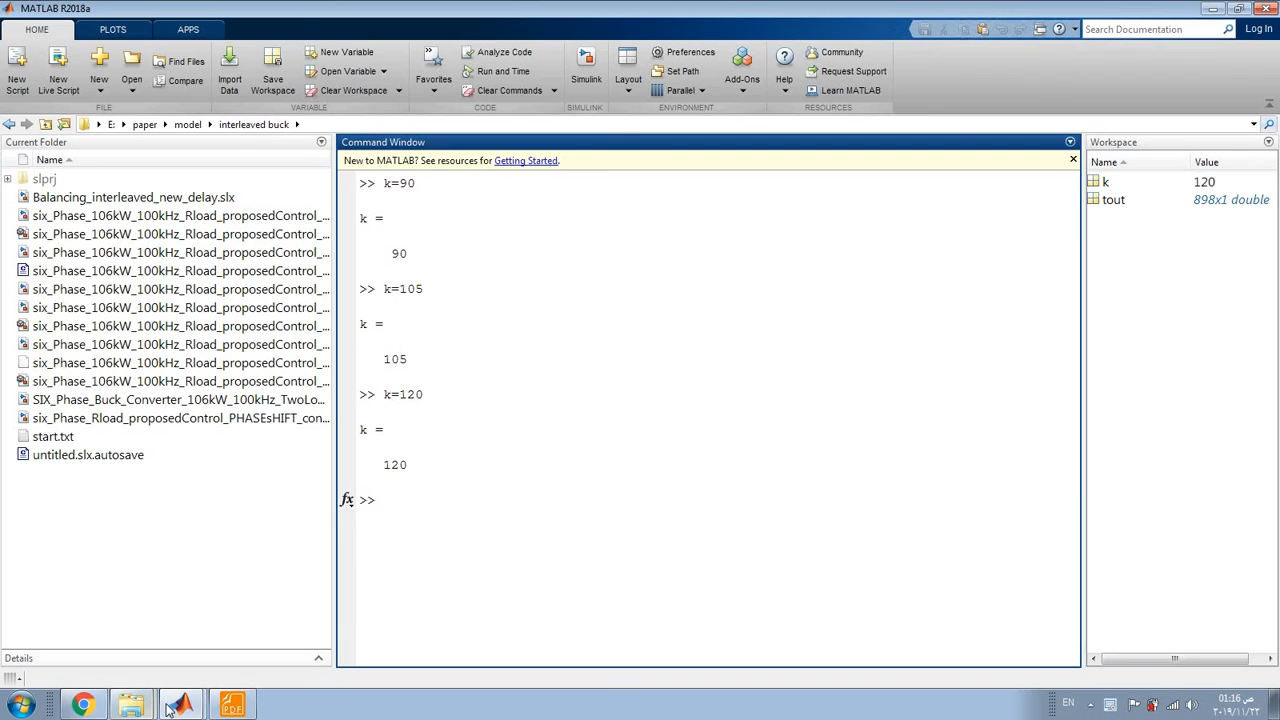 MATLAB R2018a
HOME PLOTS APPS
Search Documentation Log In
New Script
New Live Script
New
Open
Find Files
Compare
FILE
Import Data
Save Workspace
New Variable
Open Variable
Clear Workspace
VARIABLE
Favorites
Analyze Code
Run and Time
Clear Commands
CODE
Simulink
SIMULINK
Layout
Preferences
Set Path
Parallel
Add-Ons
ENVIRONMENT
Help
Community
Request Support
Learn MATLAB
RESOURCES
E: paper model interleaved buck
Current Folder
Name
slprj
Balancing_interleaved_new_delay.slx
six_Phase_106kW_100kHz_Rload_proposedControl_...
six_Phase_106kW_100kHz_Rload_proposedControl_...
six_Phase_106kW_100kHz_Rload_proposedControl_...
six_Phase_106kW_100kHz_Rload_proposedControl_...
six_Phase_106kW_100kHz_Rload_proposedControl_...
six_Phase_106kW_100kHz_Rload_proposedControl_...
six_Phase_106kW_100kHz_Rload_proposedControl_...
six_Phase_106kW_100kHz_Rload_proposedControl_...
six_Phase_106kW_100kHz_Rload_proposedControl_...
six_Phase_106kW_100kHz_Rload_proposedControl_...
SIX_Phase_Buck_Converter_106kW_100kHz_TwoLo...
six_Phase_Rload_proposedControl_PHASEsHIFT_con...
start.txt
untitled.slx.autosave
Details
Command Window
New to MATLAB? See resources for Getting Started.
>> k=90
k =
90
>> k=105
k =
105
>> k=120
k =
120
fx >>
Workspace
Name Value
k 120
tout 898x1 double
PDF
EN
01:16 ص
٢٠١٩/١١/٢٢